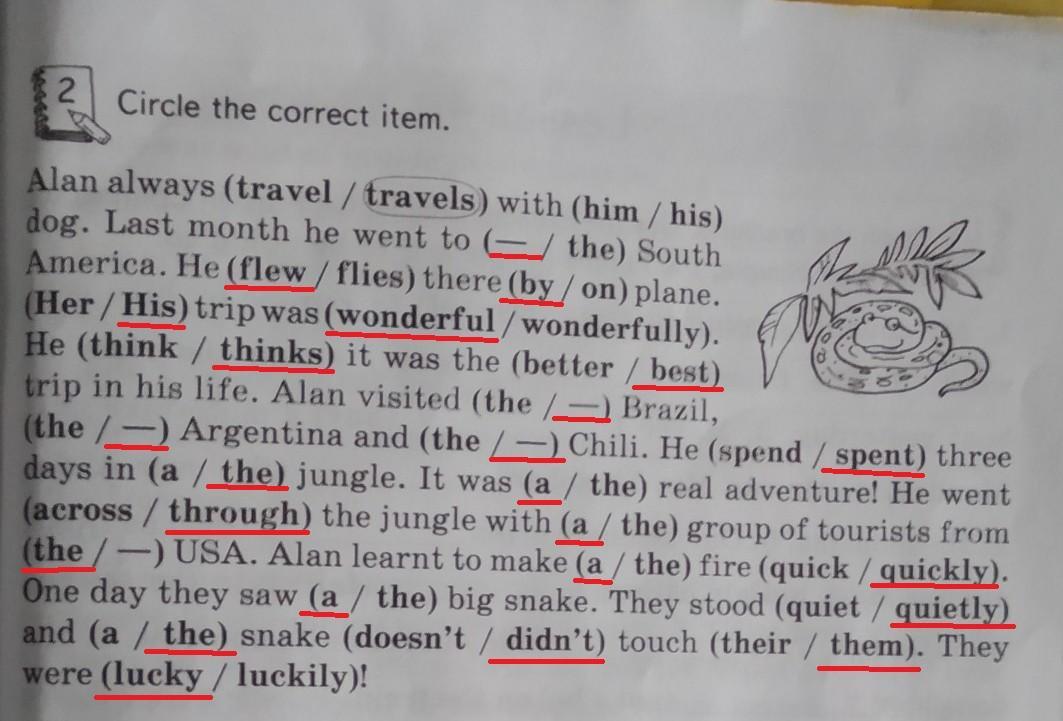 2
Circle the correct item.
Alan always (travel / travels) with (him / his)
dog. Last month he went to (— / the) South
America. He (flew / flies) there (by / on) plane.
(Her / His) trip was (wonderful / wonderfully).
He (think / thinks) it was the (better / best)
trip in his life. Alan visited (the / —) Brazil,
(the / —) Argentina and (the / —) Chili. He (spend / spent) three
days in (a / the) jungle. It was (a / the) real adventure! He went
(across / through) the jungle with (a / the) group of tourists from
(the / —) USA. Alan learnt to make (a / the) fire (quick / quickly).
One day they saw (a / the) big snake. They stood (quiet / quietly)
and (a / the) snake (doesn't / didn't) touch (their / them). They
were (lucky / luckily)!